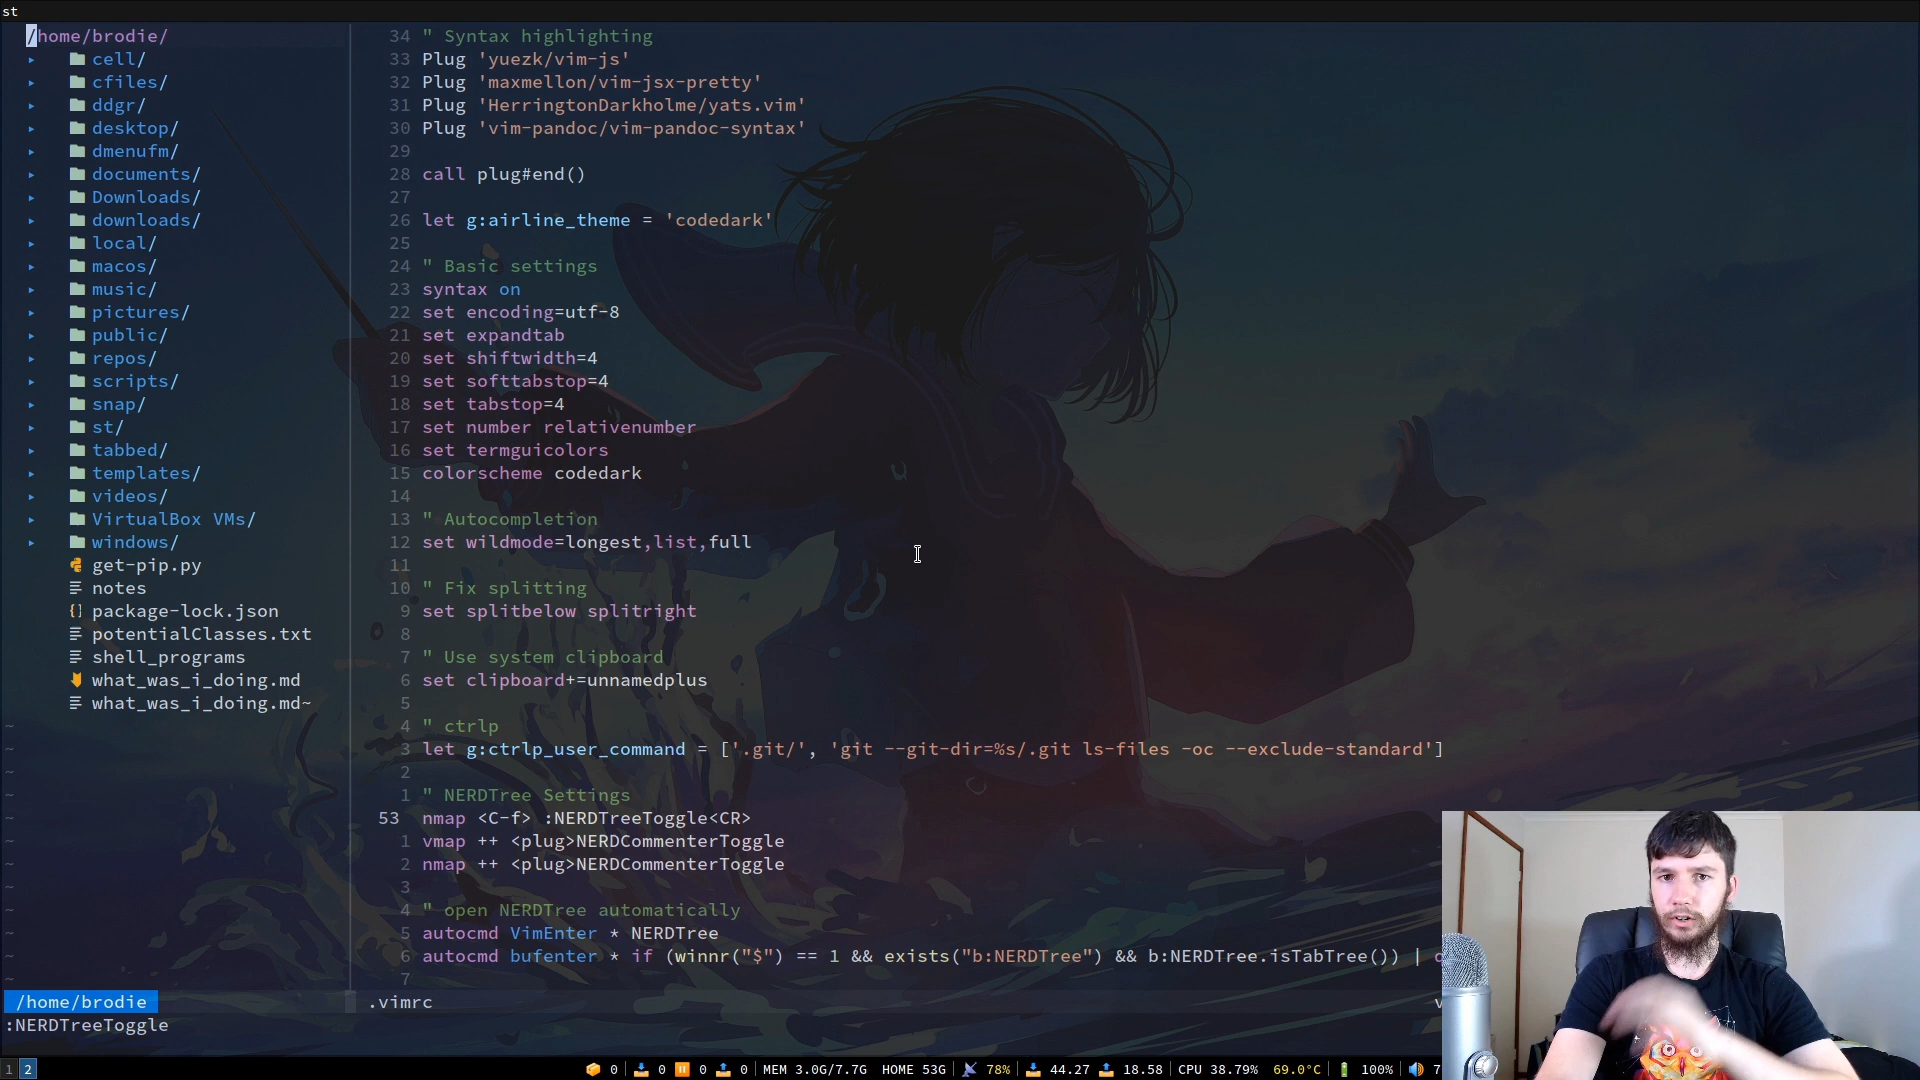 st
/home/brodie/
▸ cell/
▸ cfiles/
▸ ddgr/
▸ desktop/
▸ dmenufm/
▸ documents/
▸ Downloads/
▸ downloads/
▸ local/
▸ macos/
▸ music/
▸ pictures/
▸ public/
▸ repos/
▸ scripts/
▸ snap/
▸ st/
▸ tabbed/
▸ templates/
▸ videos/
▸ VirtualBox VMs/
▸ windows/
get-pip.py
notes
{} package-lock.json
potentialClasses.txt
shell_programs
what_was_i_doing.md
what_was_i_doing.md~
~
~
~
~
~
~
~
~
~
~
~
~
/home/brodie
34 " Syntax highlighting
33 Plug 'yuezk/vim-js'
32 Plug 'maxmellon/vim-jsx-pretty'
31 Plug 'HerringtonDarkholme/yats.vim'
30 Plug 'vim-pandoc/vim-pandoc-syntax'
29
28 call plug#end()
27
26 let g:airline_theme = 'codedark'
25
24 " Basic settings
23 syntax on
22 set encoding=utf-8
21 set expandtab
20 set shiftwidth=4
19 set softtabstop=4
18 set tabstop=4
17 set number relativenumber
16 set termguicolors
15 colorscheme codedark
14
13 " Autocompletion
12 set wildmode=longest,list,full
11
10 " Fix splitting
9 set splitbelow splitright
8
7 " Use system clipboard
6 set clipboard+=unnamedplus
5
4 " ctrlp
3 let g:ctrlp_user_command = ['.git/', 'git --git-dir=%s/.git ls-files -oc --exclude-standard']
2
1 " NERDTree Settings
53 nmap <C-f> :NERDTreeToggle<CR>
1 vmap ++ <plug>NERDCommenterToggle
2 nmap ++ <plug>NERDCommenterToggle
3
4 " open NERDTree automatically
5 autocmd VimEnter * NERDTree
6 autocmd bufenter * if (winnr("$") == 1 && exists("b:NERDTree") && b:NERDTree.isTabTree()) |
7
.vimrc
:NERDTreeToggle
1 2 0 0 0 0 MEM 3.0G/7.7G HOME 53G 78% 44.27 18.58 CPU 38.79% 69.0°C 100% 7